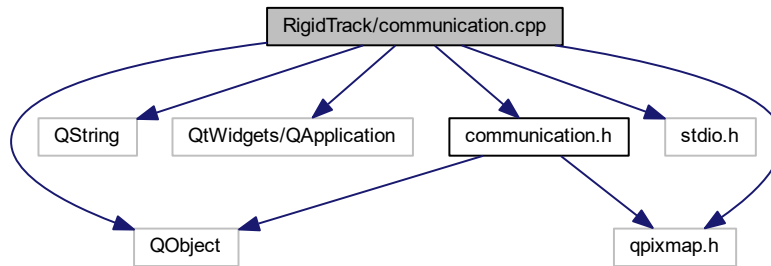 RigidTrack/communication.cpp
QString
QtWidgets/QApplication
communication.h
stdio.h
QObject
qpixmap.h